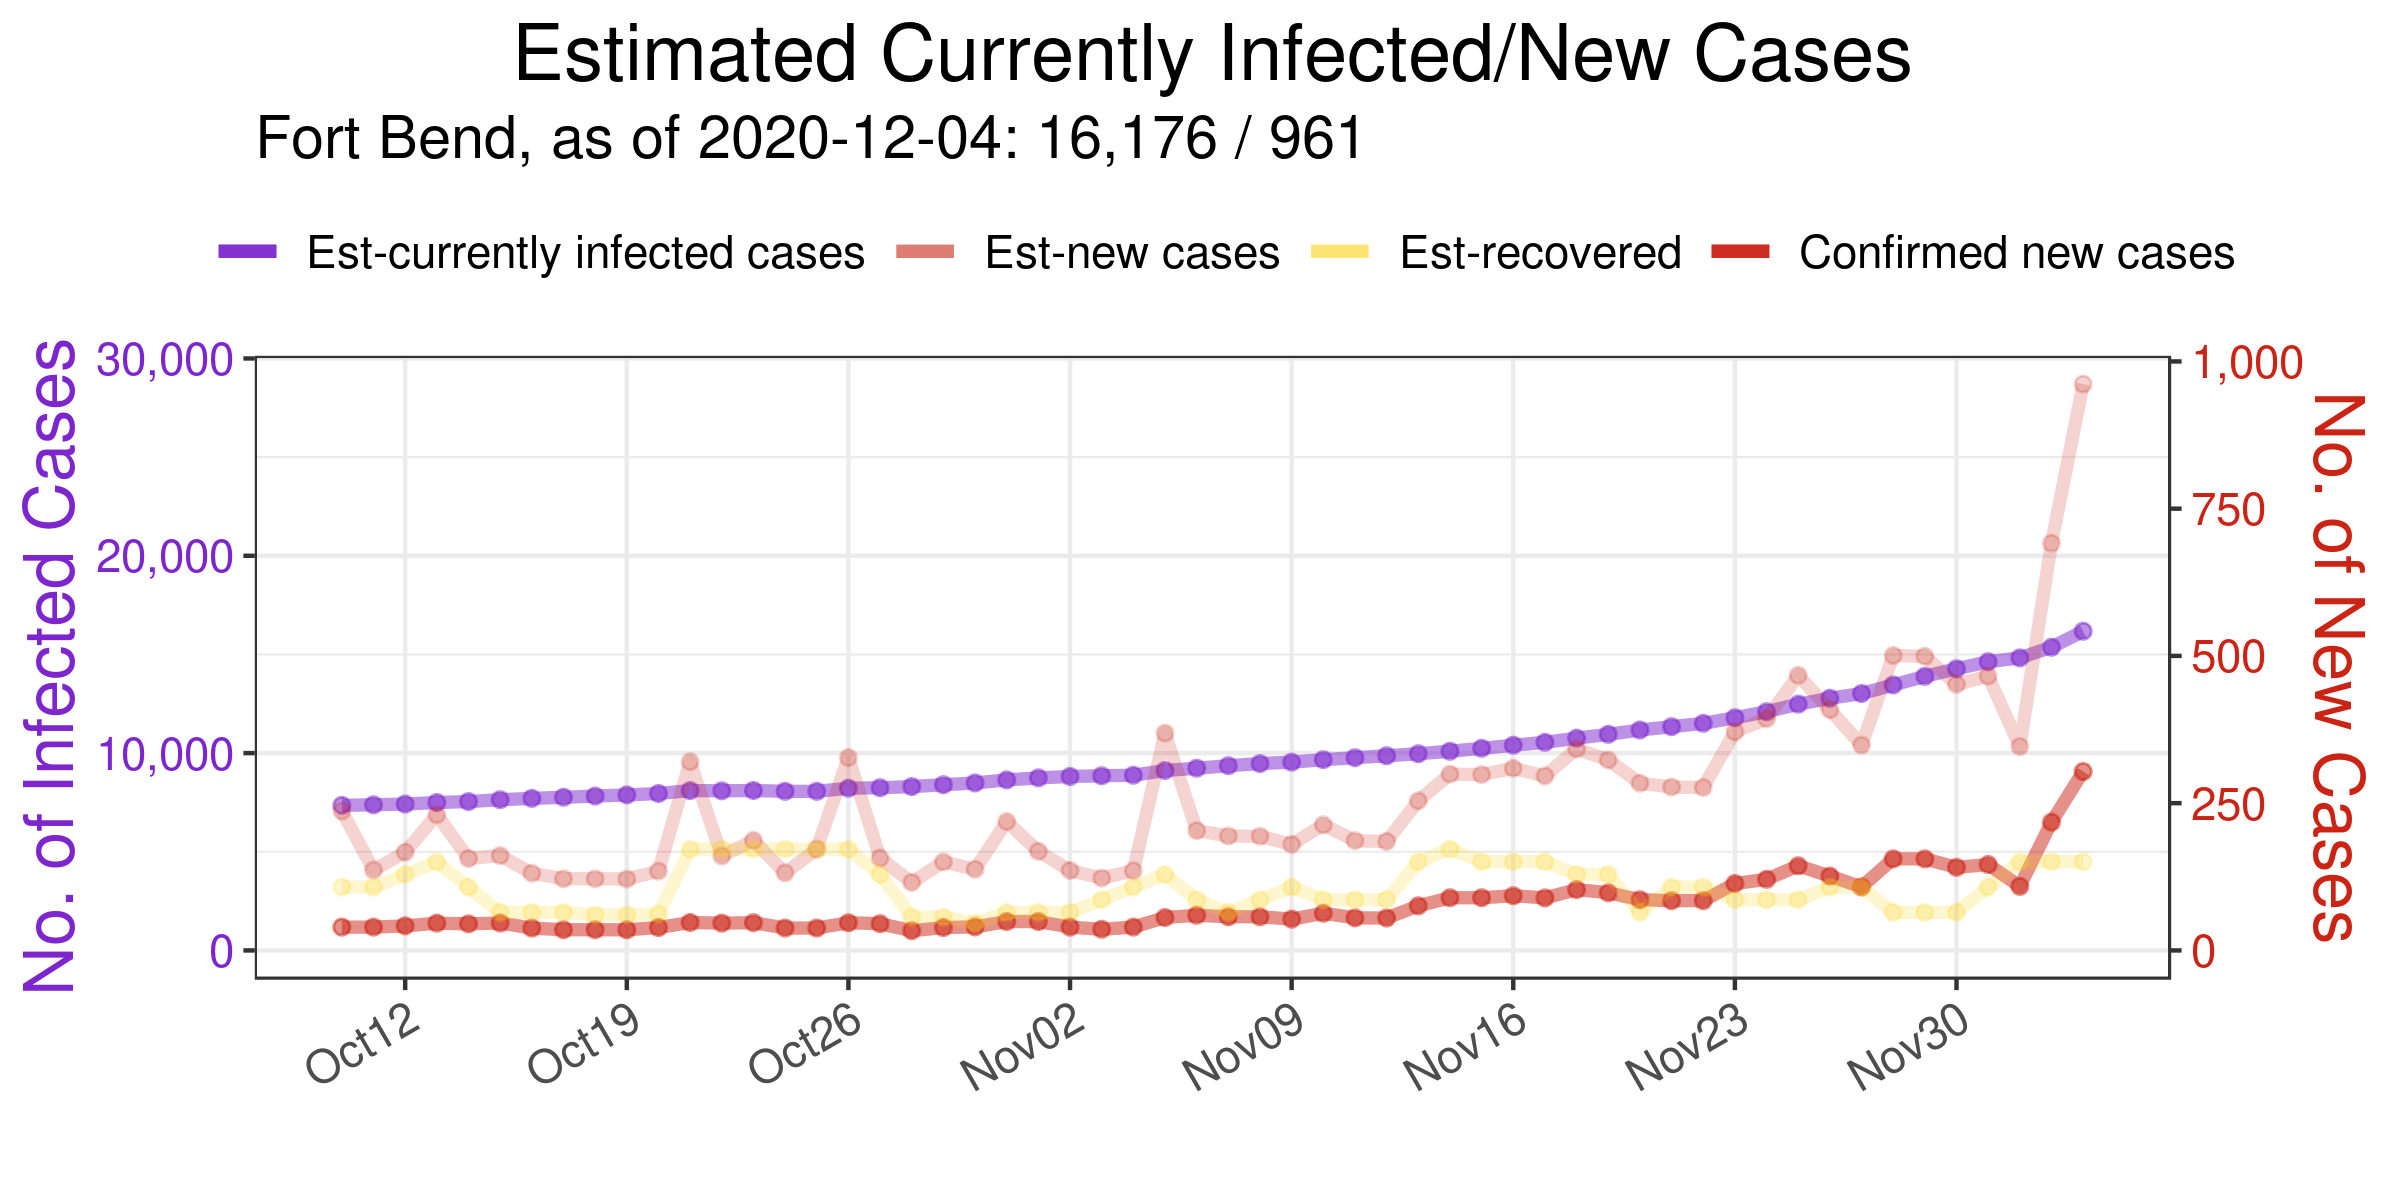 Estimated Currently Infected/New Cases
Fort Bend, as of 2020-12-04: 16,176 / 961
Est-currently infected cases Est-new cases Est-recovered Confirmed new cases
No. of Infected Cases
30,000
20,000
10,000
0
1,000
750
500
250
0
No. of New Cases
Oct12 Oct19 Oct26 Nov02 Nov09 Nov16 Nov23 Nov30